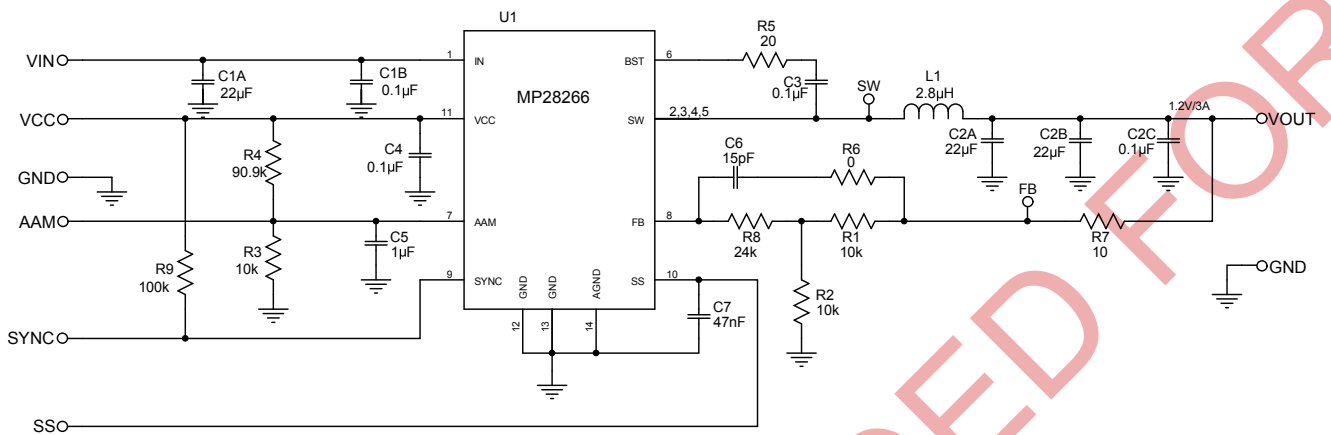 U1
MP28266
VIN
C1A
22µF
C1B
0.1µF
1
IN
BST
6
R5
20
C3
0.1µF
SW
L1
2.8µH
1.2V/3A
VOUT
VCC
11
VCC
SW
2,3,4,5
C2A
22µF
C2B
22µF
C2C
0.1µF
R4
90.9k
C4
0.1µF
C6
15pF
R6
0
GND
AAM
7
AAM
FB
8
R8
24k
R1
10k
FB
R7
10
C5
1µF
R3
10k
R9
100k
9
SYNC
GND
GND
AGND
SS
10
R2
10k
GND
C7
47nF
12
13
14
SYNC
SS
RED FOR